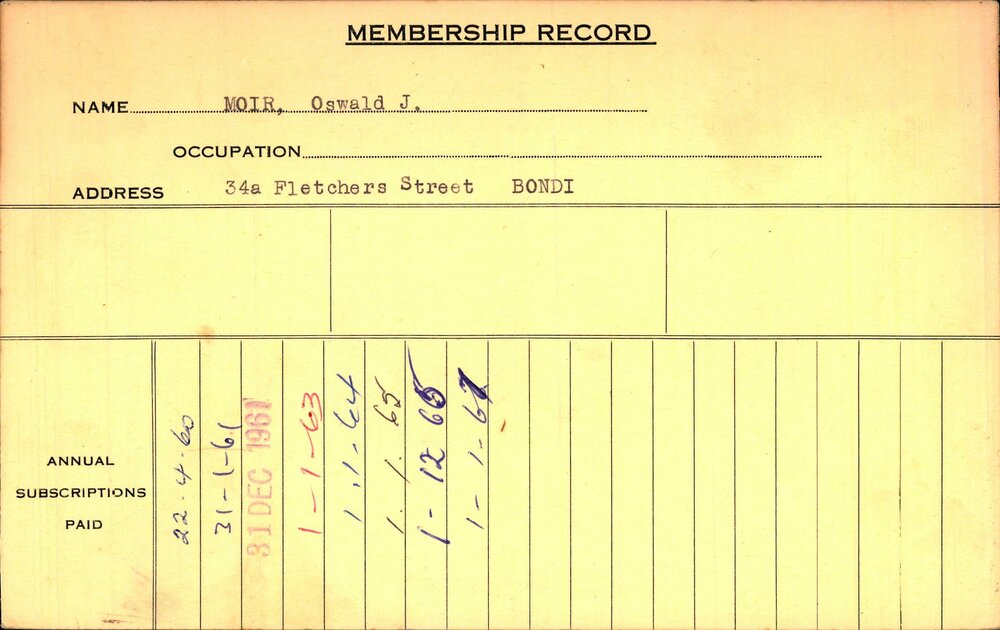 MEMBERSHIP RECORD
NAME MOIR, Oswald J.
OCCUPATION
ADDRESS 34a Fletchers Street BONDI
ANNUAL
SUBSCRIPTIONS
PAID
22-4-60
31-1-61
31 DEC 1961
1-1-63
1.1-64
1.1.65
1-12 66
1-1-67